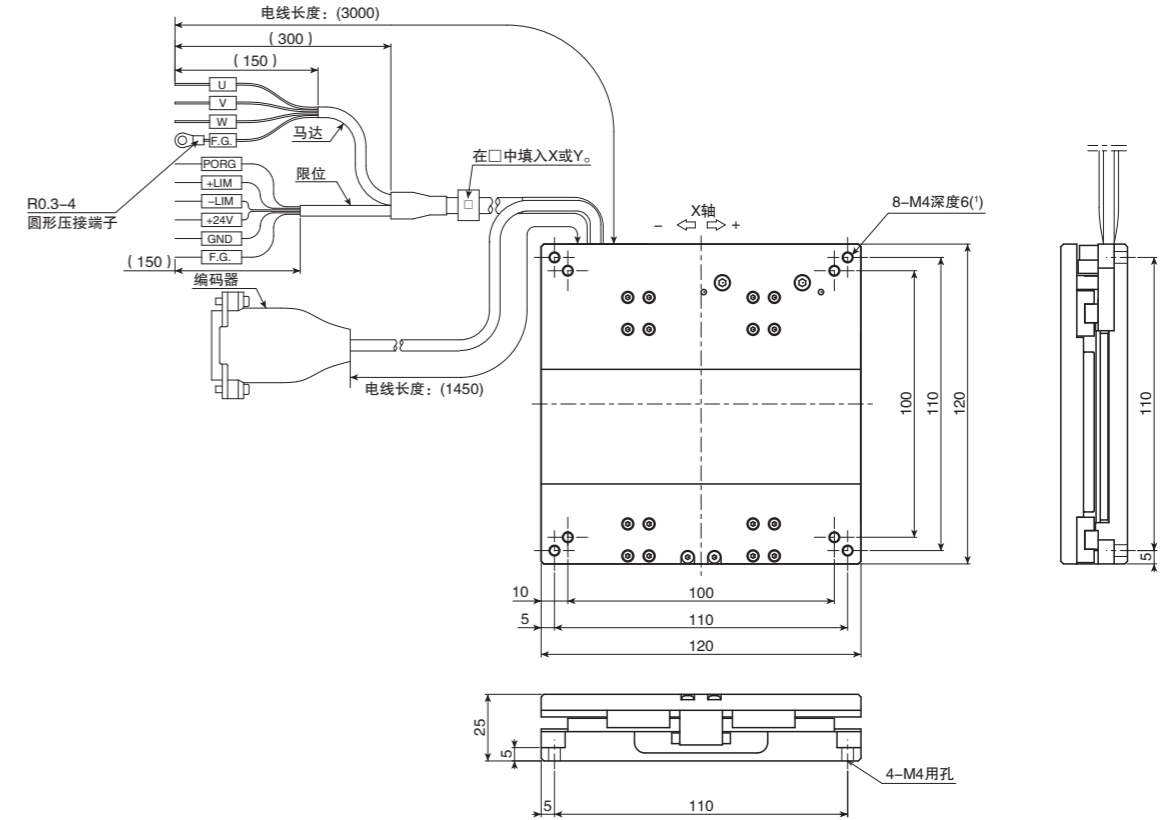 电线长度：(3000)
(300)
(150)
U
V
W
F.G.
马达
PORG
+LIM
−LIM
+24V
GND
F.G.
限位
在□中填入X或Y。
□
R0.3−4
圆形压接端子
(150)
编码器
电线长度：(1450)
X轴
− +
8−M4深度6(¹)
100
110
120
110
5
10
100
5
110
120
25
5
5
110
4−M4用孔